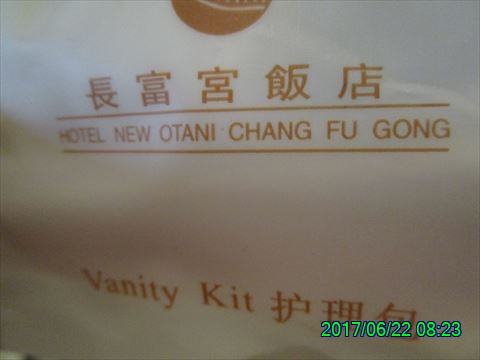 長富宮飯店
HOTEL NEW OTANI CHANG FU GONG
Vanity Kit 护理包
2017/06/22 08:23